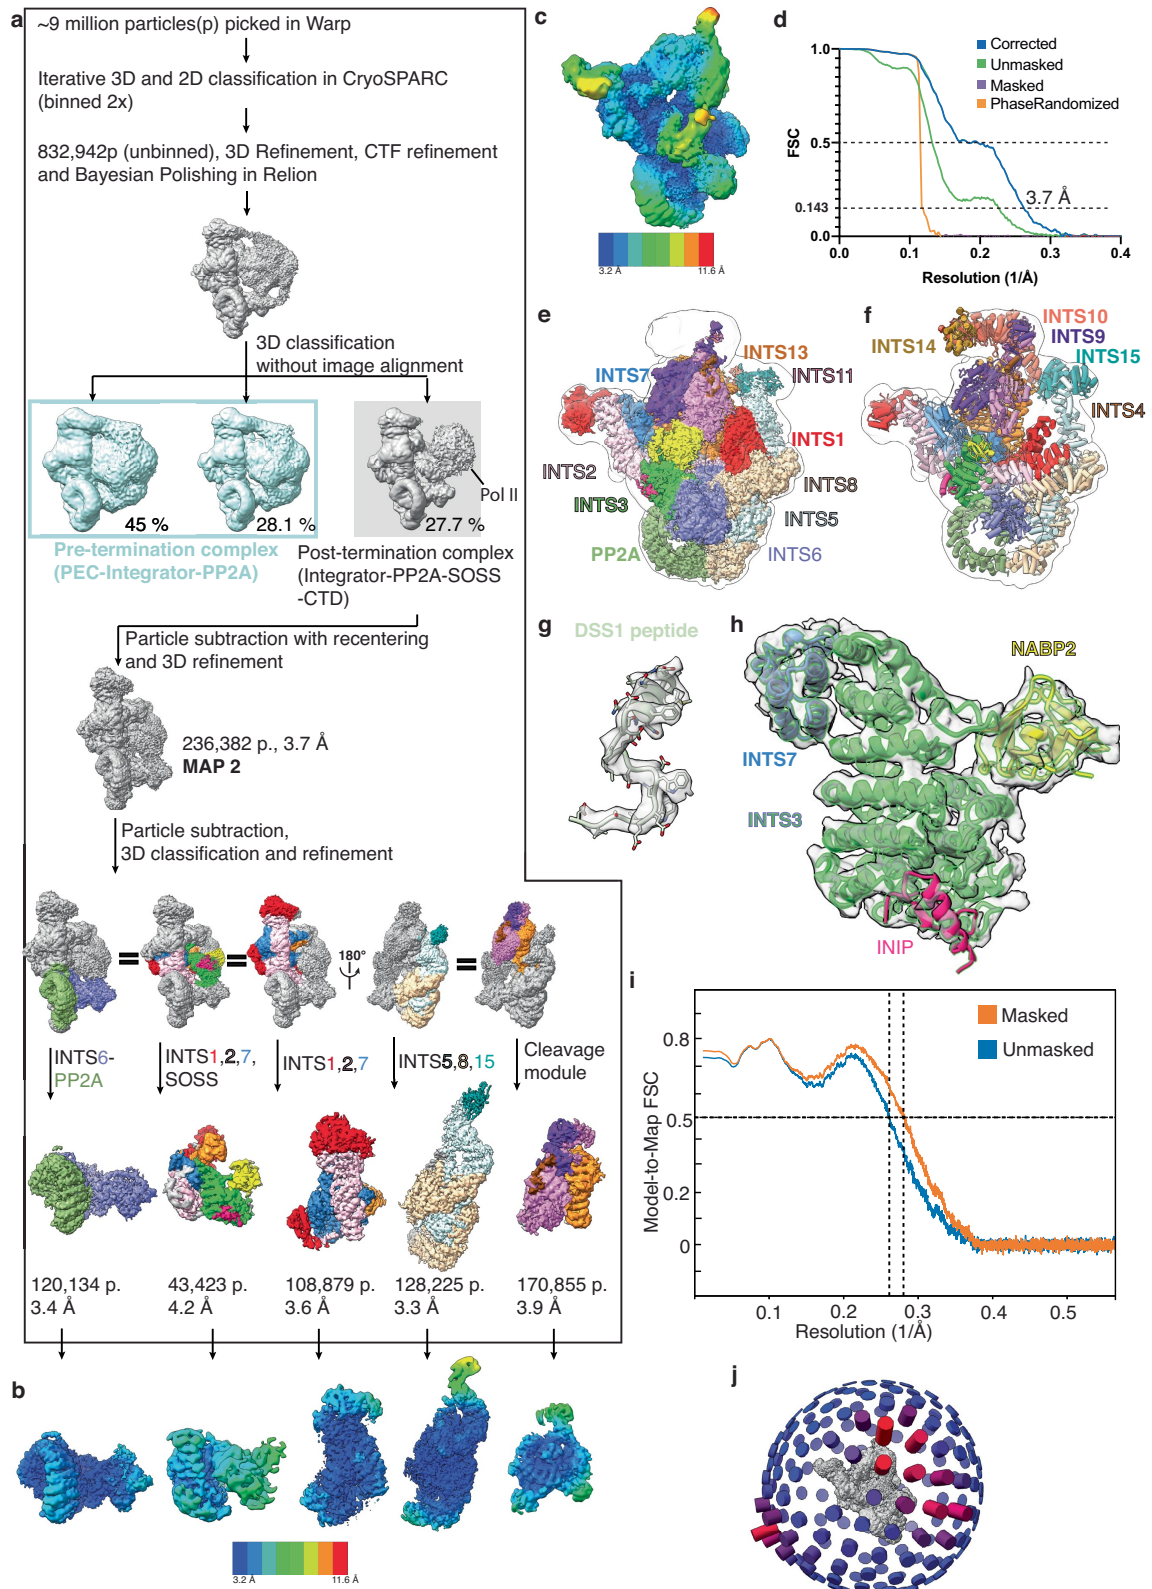 a
~9 million particles(p) picked in Warp
Iterative 3D and 2D classification in CryoSPARC
(binned 2x)
832,942p (unbinned), 3D Refinement, CTF refinement
and Bayesian Polishing in Relion
3D classification
without image alignment
45 %
28.1 %
27.7 %
Pol II
Pre-termination complex
(PEC-Integrator-PP2A)
Post-termination complex
(Integrator-PP2A-SOSS
-CTD)
Particle subtraction with recentering
and 3D refinement
236,382 p., 3.7 Å
MAP 2
Particle subtraction,
3D classification and refinement
=
=
180°
=
INTS6-
PP2A
INTS1,2,7,
SOSS
INTS1,2,7
INTS5,8,15
Cleavage
module
120,134 p.
3.4 Å
43,423 p.
4.2 Å
108,879 p.
3.6 Å
128,225 p.
3.3 Å
170,855 p.
3.9 Å
b
3.2 Å
11.6 Å
c
3.2 Å
11.6 Å
d
Corrected
Unmasked
Masked
PhaseRandomized
FSC
1.0
0.5
0.143
0.0
3.7 Å
0.0 0.1 0.2 0.3 0.4
Resolution (1/Å)
e
INTS13
INTS7
INTS11
INTS1
INTS2
INTS3
INTS8
INTS5
PP2A
INTS6
f
INTS10
INTS9
INTS14
INTS15
INTS4
g
DSS1 peptide
h
NABP2
INTS7
INTS3
INIP
i
Masked
Unmasked
Model-to-Map FSC
0.8
0.5
0.2
0
0.1 0.2 0.3 0.4 0.5
Resolution (1/Å)
j